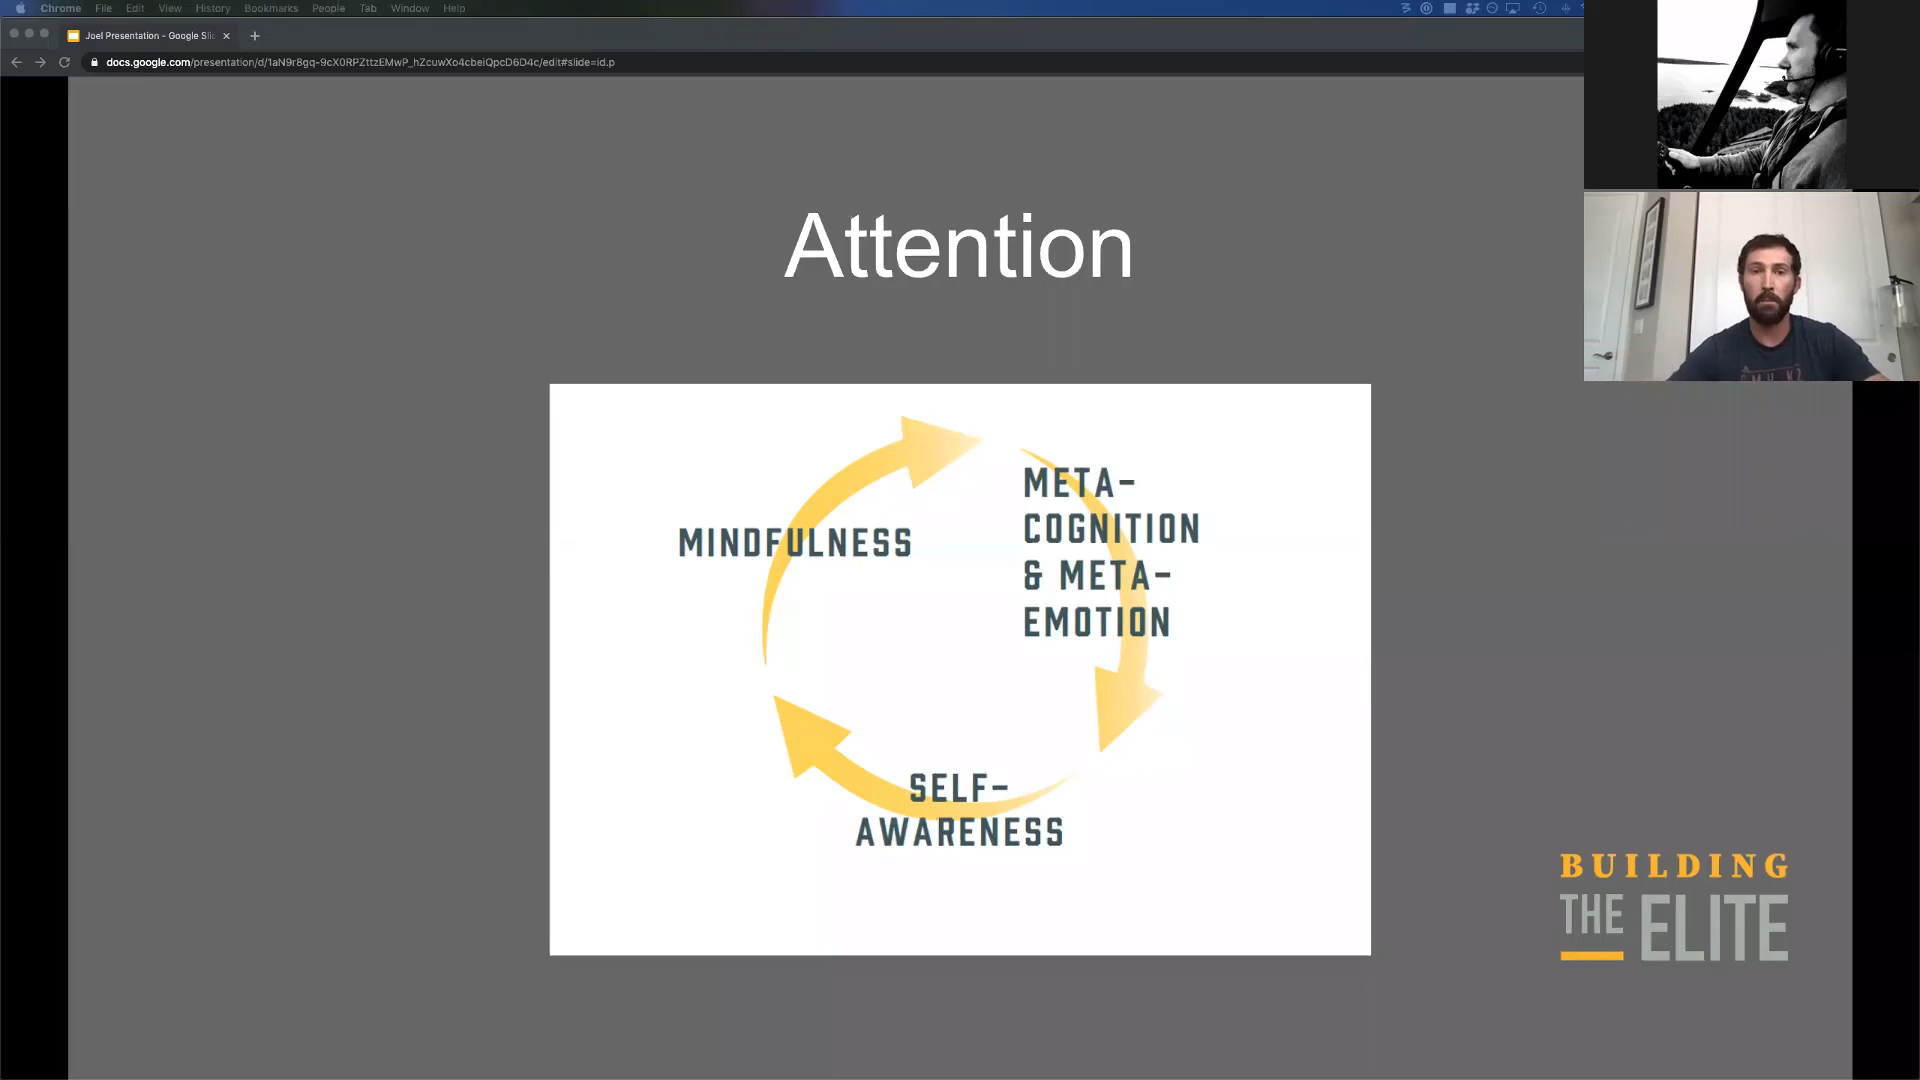 Chrome File Edit View History Bookmarks People Tab Window Help
Joel Presentation - Google Slid
docs.google.com/presentation/d/1aN9r8gq-9cX0RPZttzEMwP_hZcuwXo4cbeiQpcD6D4c/edit#slide=id.p
Attention
MINDFULNESS
META-
COGNITION
& META-
EMOTION
SELF-
AWARENESS
BUILDING
THE ELITE